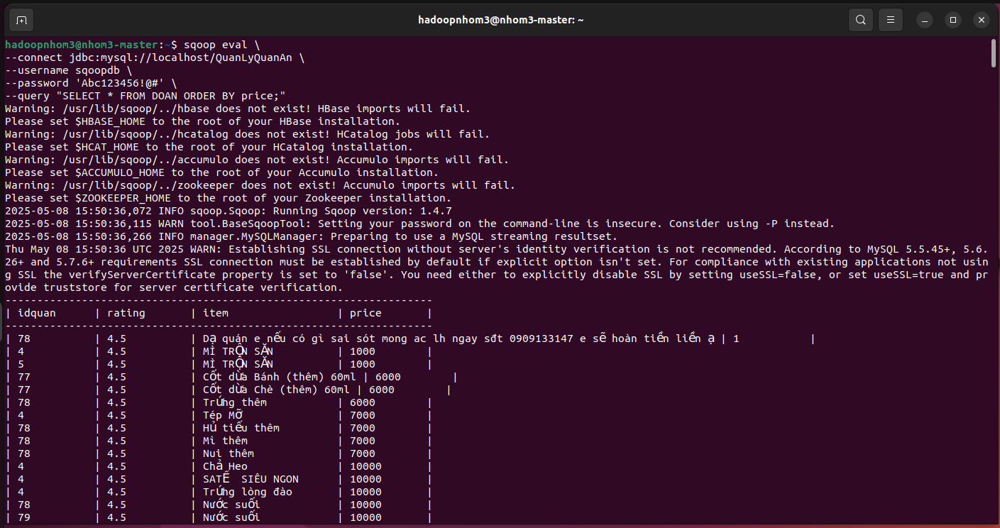 hadoopnhom3@nhom3-master: ~
hadoopnhom3@nhom3-master:~$ sqoop eval \
--connect jdbc:mysql://localhost/QuanLyQuanAn \
--username sqoopdb \
--password 'Abc123456!@#' \
--query "SELECT * FROM DOAN ORDER BY price;"
Warning: /usr/lib/sqoop/../hbase does not exist! HBase imports will fail.
Please set $HBASE_HOME to the root of your HBase installation.
Warning: /usr/lib/sqoop/../hcatalog does not exist! HCatalog jobs will fail.
Please set $HCAT_HOME to the root of your HCatalog installation.
Warning: /usr/lib/sqoop/../accumulo does not exist! Accumulo imports will fail.
Please set $ACCUMULO_HOME to the root of your Accumulo installation.
Warning: /usr/lib/sqoop/../zookeeper does not exist! Accumulo imports will fail.
Please set $ZOOKEEPER_HOME to the root of your Zookeeper installation.
2025-05-08 15:50:36,072 INFO sqoop.Sqoop: Running Sqoop version: 1.4.7
2025-05-08 15:50:36,115 WARN tool.BaseSqoopTool: Setting your password on the command-line is insecure. Consider using -P instead.
2025-05-08 15:50:36,266 INFO manager.MySQLManager: Preparing to use a MySQL streaming resultset.
Thu May 08 15:50:36 UTC 2025 WARN: Establishing SSL connection without server's identity verification is not recommended. According to MySQL 5.5.45+, 5.6.
26+ and 5.7.6+ requirements SSL connection must be established by default if explicit option isn't set. For compliance with existing applications not usin
g SSL the verifyServerCertificate property is set to 'false'. You need either to explicitly disable SSL by setting useSSL=false, or set useSSL=true and pr
ovide truststore for server certificate verification.
-------------------------------------------------------------------
| idquan | rating | item | price |
-------------------------------------------------------------------
| 78 | 4.5 | Dạ quán e nếu có gì sai sót mong ac lh ngay sđt 0909133147 e sẽ hoàn tiền liền ạ | 1 |
| 4 | 4.5 | MÌ TRỘN SẴN | 1000 |
| 5 | 4.5 | MÌ TRỘN SẴN | 1000 |
| 77 | 4.5 | Cốt dừa Bánh (thêm) 60ml | 6000 |
| 77 | 4.5 | Cốt dừa Chè (thêm) 60ml | 6000 |
| 78 | 4.5 | Trứng thêm | 6000 |
| 4 | 4.5 | Tép Mỡ | 7000 |
| 78 | 4.5 | Hủ tiếu thêm | 7000 |
| 78 | 4.5 | Mì thêm | 7000 |
| 78 | 4.5 | Nui thêm | 7000 |
| 4 | 4.5 | Chả Heo | 10000 |
| 4 | 4.5 | SATẾ  SIÊU NGON | 10000 |
| 4 | 4.5 | Trứng lòng đào | 10000 |
| 78 | 4.5 | Nước suối | 10000 |
| 79 | 4.5 | Nước suối | 10000 |